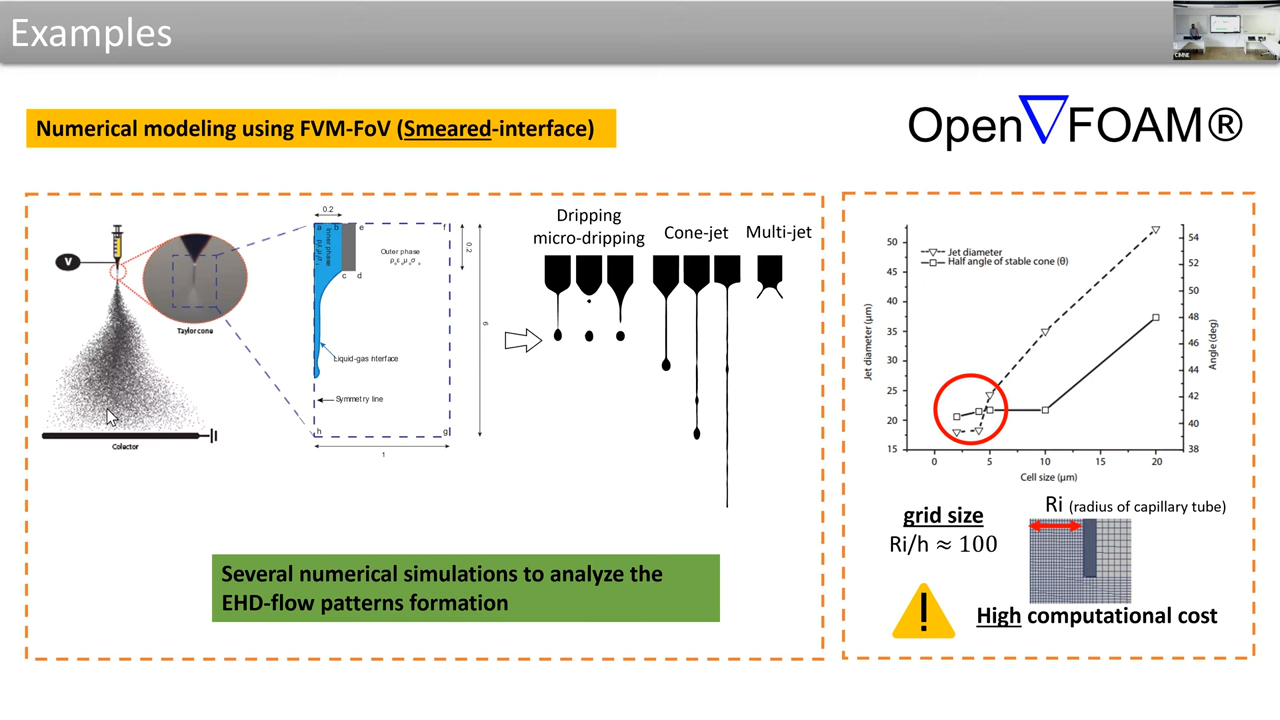 Examples
CIMNE
Numerical modeling using FVM-FoV (Smeared-interface)
Open∇FOAM®
V
Taylor cone
Colector
0.2
a
b
e
f
Inner phase
Outer phase
0.2
c
d
6
Liquid-gas interface
Symmetry line
h
g
1
Dripping
micro-dripping
Cone-jet
Multi-jet
Several numerical simulations to analyze the
EHD-flow patterns formation
Jet diameter
Half angle of stable cone (θ)
Jet diameter (μm)
50
45
40
35
30
25
20
15
54
52
50
48
46
44
42
40
38
Angle (deg)
0
5
10
15
20
Cell size (μm)
grid size
Ri/h ≈ 100
Ri (radius of capillary tube)
!
High computational cost